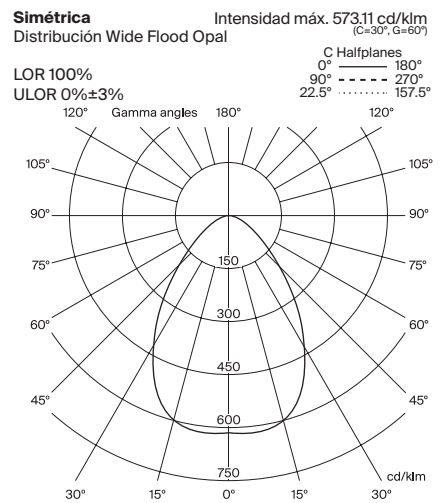 Simétrica
Distribución Wide Flood Opal
Intensidad máx. 573.11 cd/klm
(C=30°, G=60°)
LOR 100%
ULOR 0%±3%
C Halfplanes
0° 180°
90° 270°
22.5° 157.5°
120° Gamma angles 180° 120°
105° 105°
90° 90°
75° 75°
150
60° 60°
300
45° 45°
450
600
750 cd/klm
30° 15° 0° 15° 30°